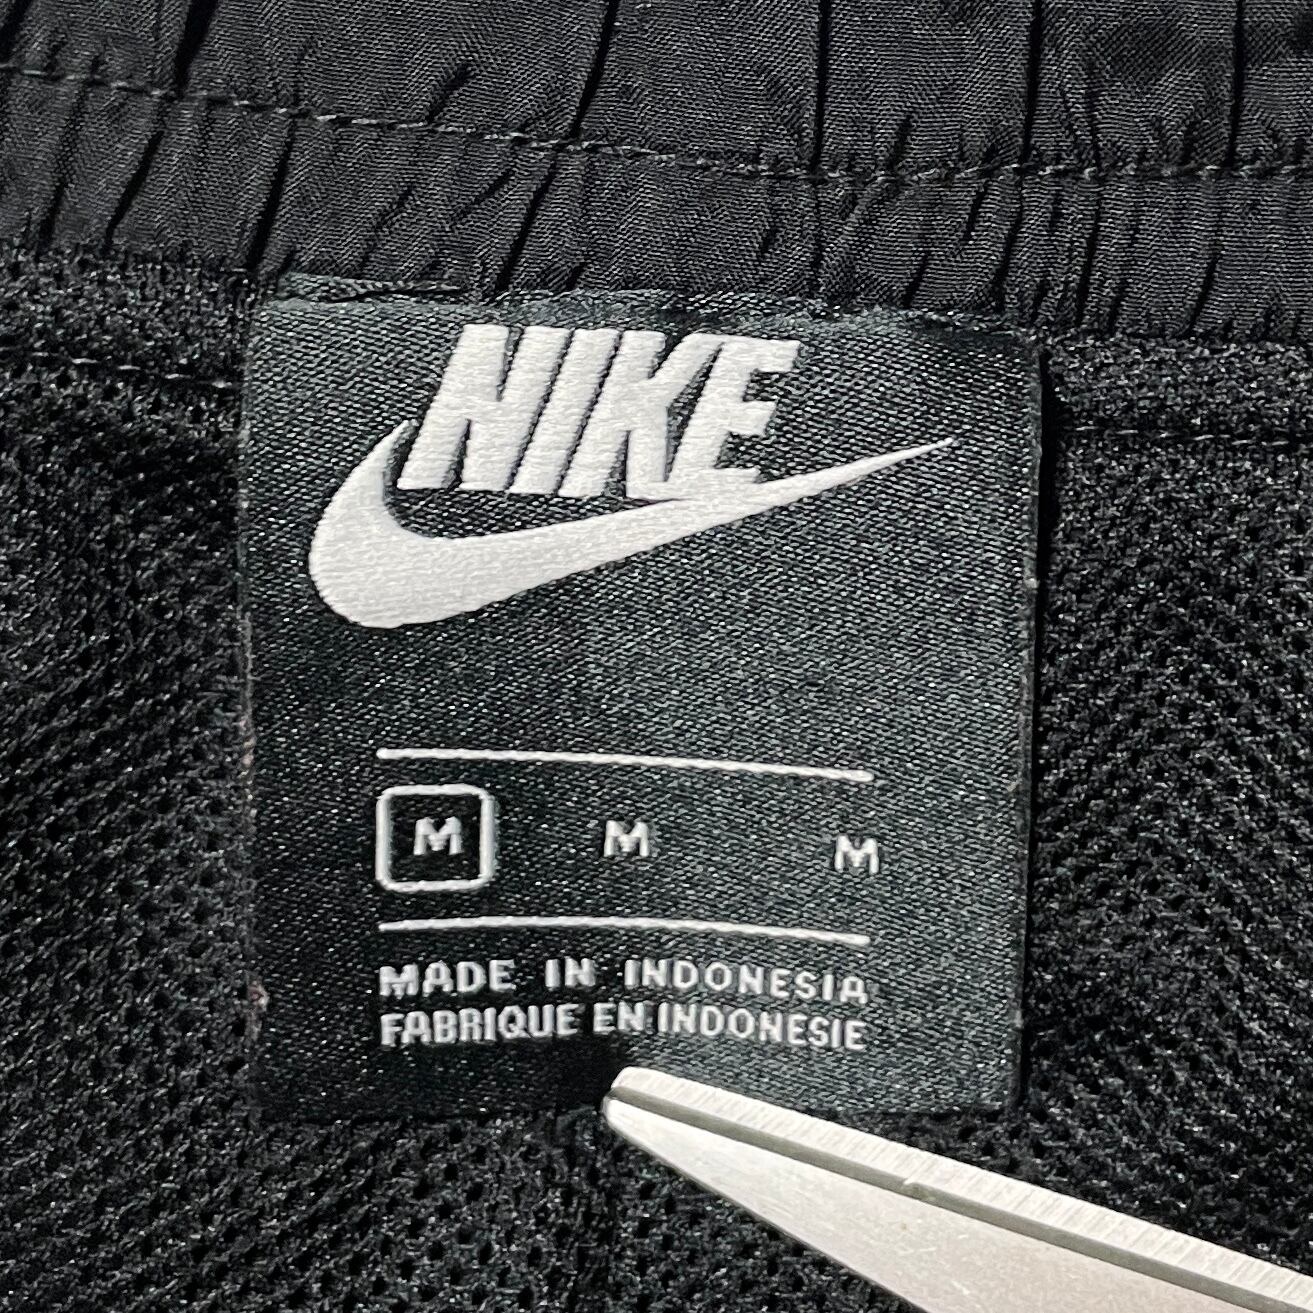 NIKE
M M M
MADE IN INDONESIA
FABRIQUE EN INDONESIE